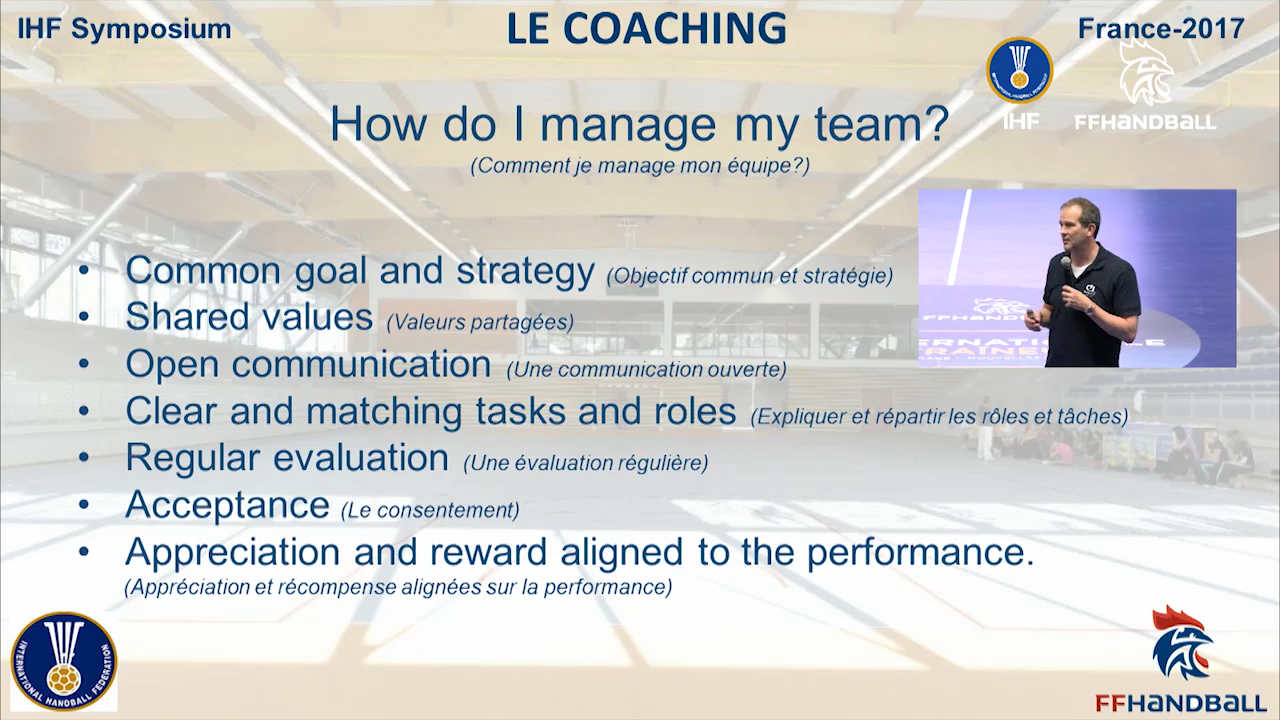 IHF Symposium
LE COACHING
France-2017
IHF
FFHANDBALL
How do I manage my team?
(Comment je manage mon équipe?)
• Common goal and strategy (Objectif commun et stratégie)
• Shared values (Valeurs partagées)
• Open communication (Une communication ouverte)
• Clear and matching tasks and roles (Expliquer et répartir les rôles et tâches)
• Regular evaluation (Une évaluation régulière)
• Acceptance (Le consentement)
• Appreciation and reward aligned to the performance.
(Appréciation et récompense alignées sur la performance)
INTERNATIONAL HANDBALL FEDERATION
FFHANDBALL